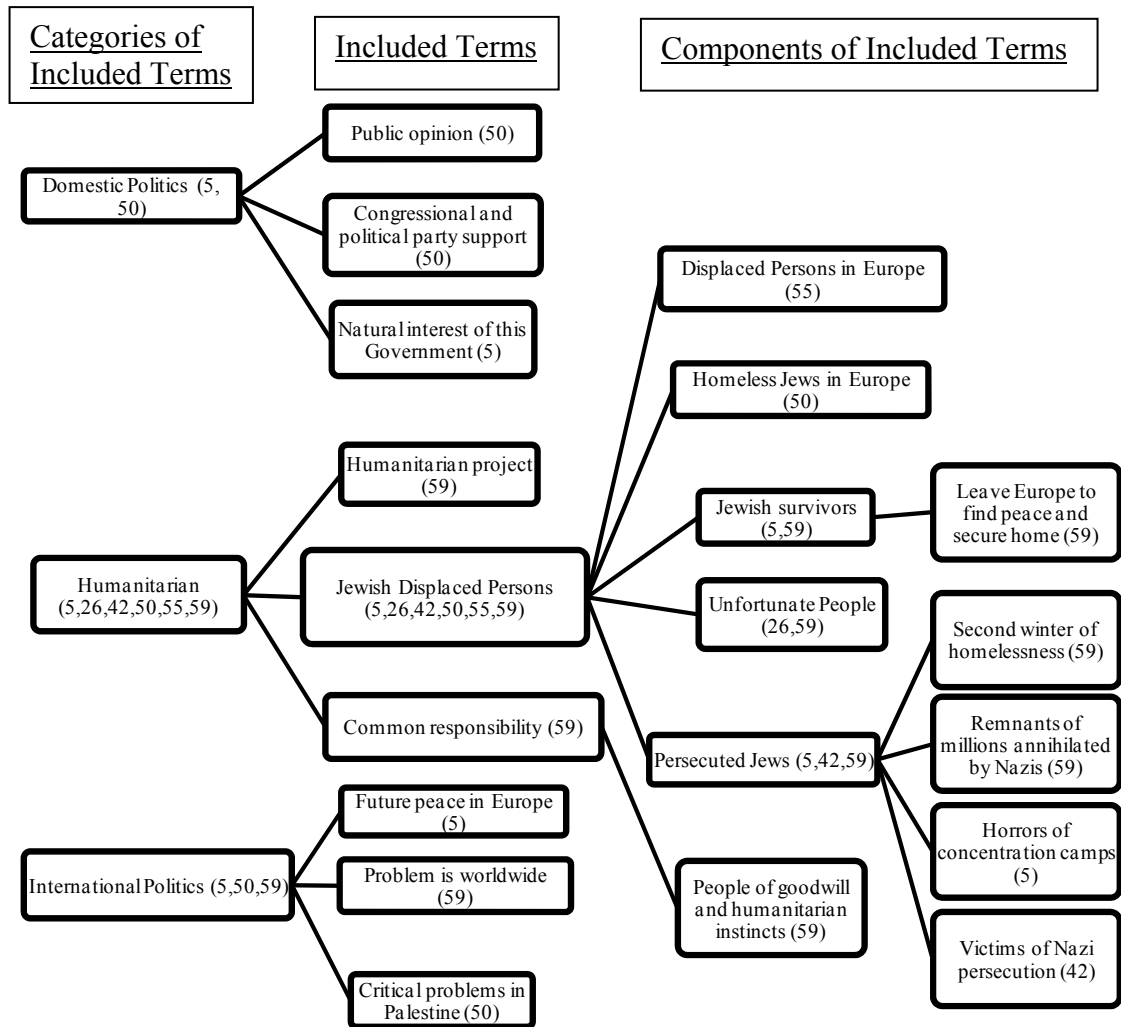 Categories of
Included Terms
Included Terms
Components of Included Terms
Domestic Politics (5,
50)
Public opinion (50)
Congressional and
political party support
(50)
Natural interest of this
Government (5)
Humanitarian
(5,26,42,50,55,59)
Humanitarian project
(59)
Jewish Displaced Persons
(5,26,42,50,55,59)
Common responsibility (59)
International Politics (5,50,59)
Future peace in Europe
(5)
Problem is worldwide
(59)
Critical problems in
Palestine (50)
Displaced Persons in Europe
(55)
Homeless Jews in Europe
(50)
Jewish survivors
(5,59)
Unfortunate People
(26,59)
Persecuted Jews (5,42,59)
People of goodwill
and humanitarian
instincts (59)
Leave Europe to
find peace and
secure home (59)
Second winter of
homelessness (59)
Remnants of
millions annihilated
by Nazis (59)
Horrors of
concentration camps
(5)
Victims of Nazi
persecution (42)